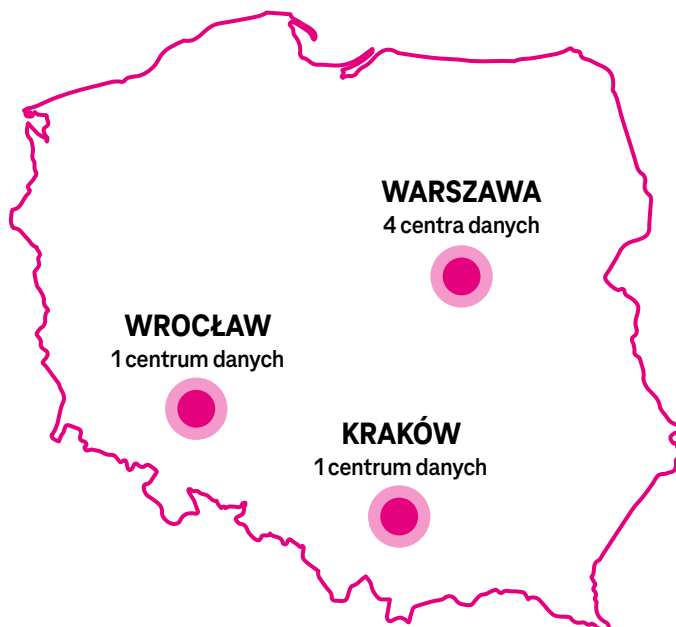 WARSZAWA
4 centra danych
WROCŁAW
1 centrum danych
KRAKÓW
1 centrum danych